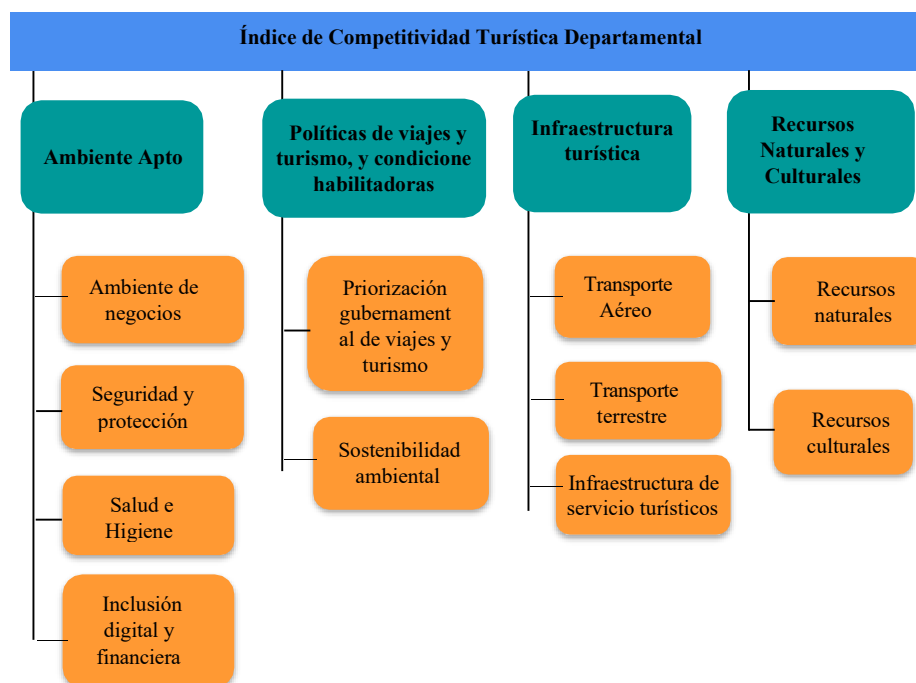 Índice de Competitividad Turística Departamental
Ambiente Apto
Políticas de viajes y
turismo, y condicione
habilitadoras
Infraestructura
turística
Recursos
Naturales y
Culturales
Ambiente de
negocios
Seguridad y
protección
Salud e
Higiene
Inclusión
digital y
financiera
Priorización
gubernament
al de viajes y
turismo
Sostenibilidad
ambiental
Transporte
Aéreo
Transporte
terrestre
Infraestructura de
servicio turísticos
Recursos
naturales
Recursos
culturales